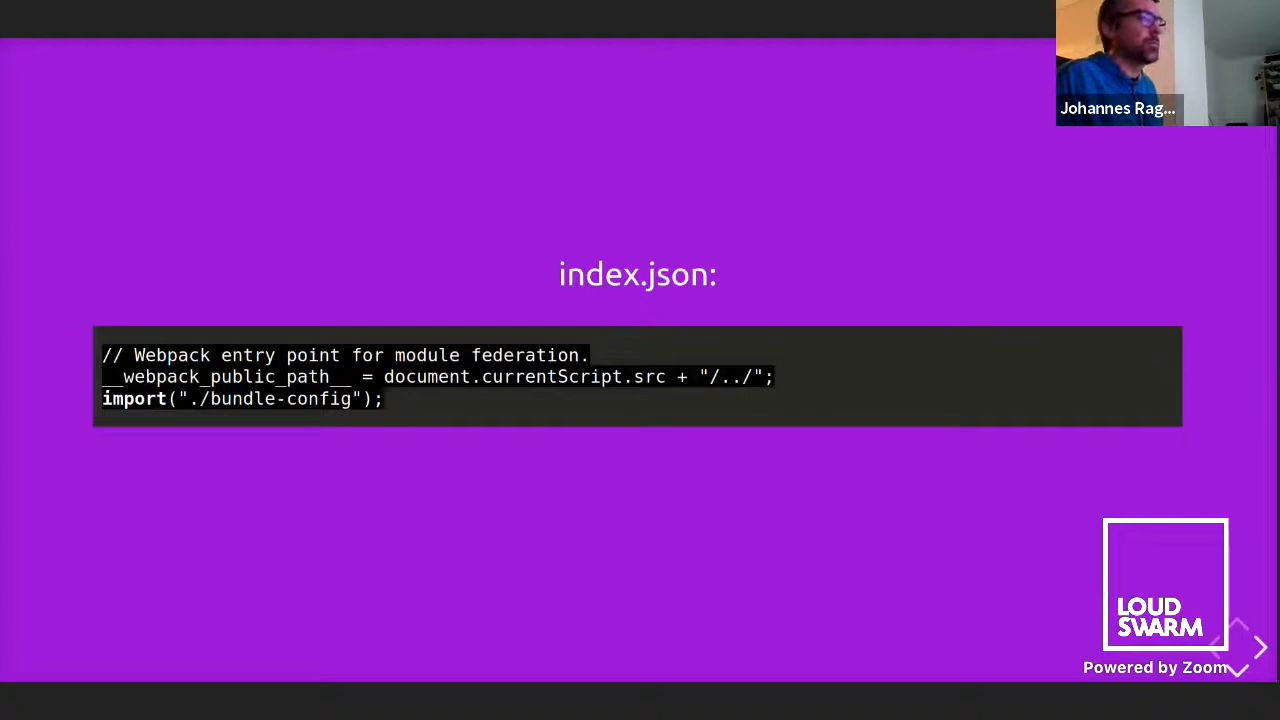 Johannes Rag...
index.json:
// Webpack entry point for module federation.
__webpack_public_path__ = document.currentScript.src + "/../";
import("./bundle-config");
LOUD
SWARM
Powered by Zoom